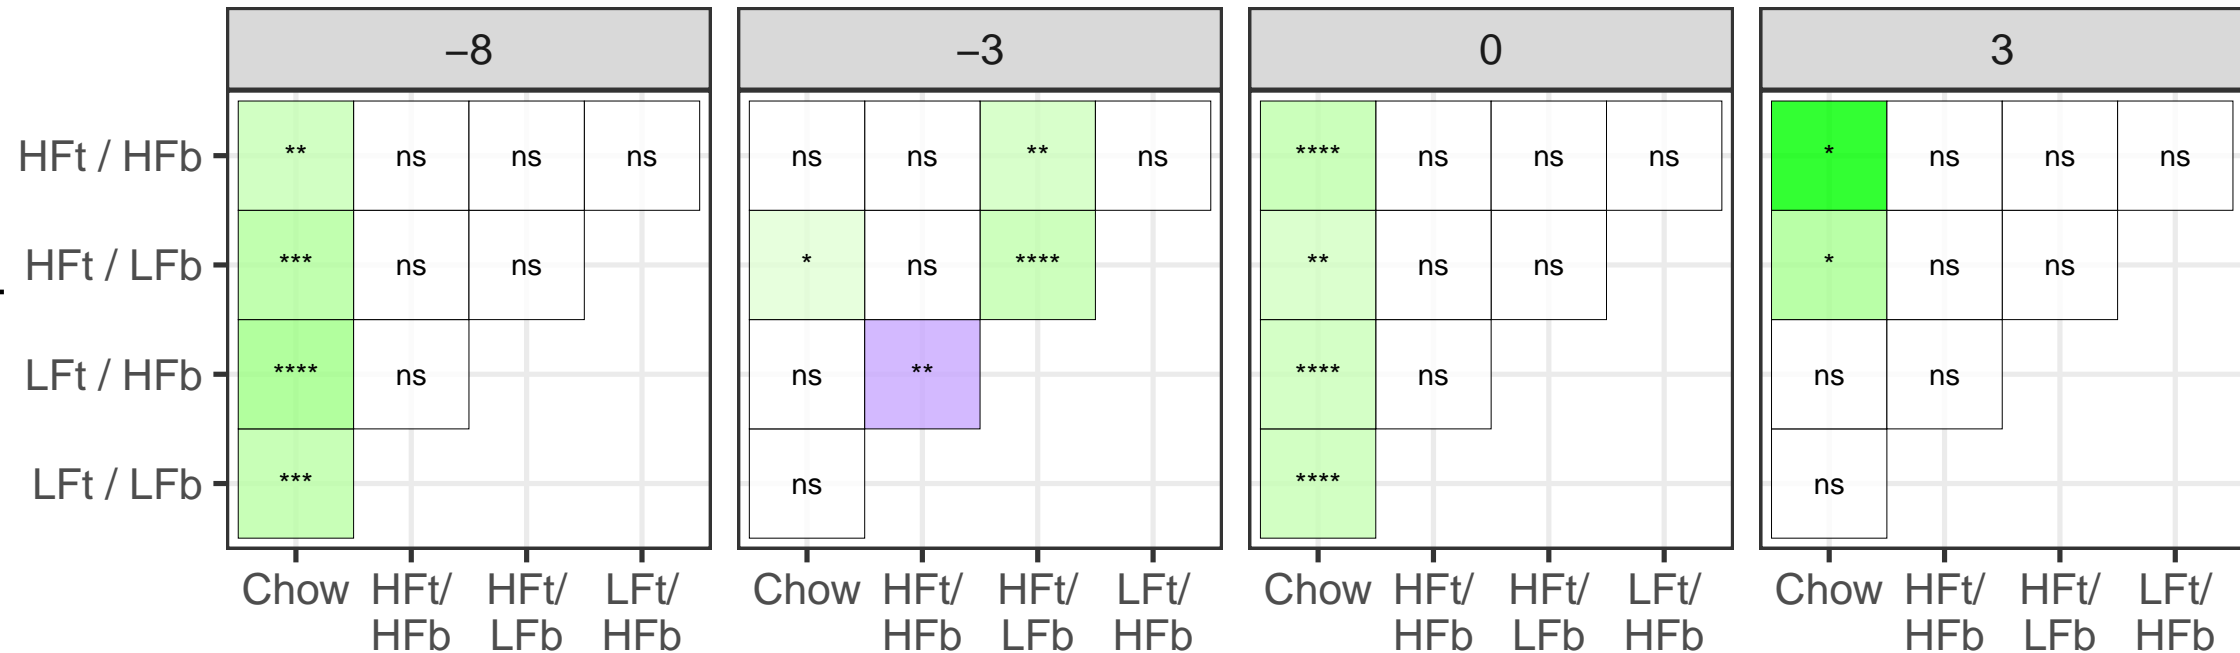 −8 −3 0 3
HFt / HFb ** ns ns ns ns ns ** ns **** ns ns ns * ns ns ns
HFt / LFb *** ns ns * ns **** ** ns ns * ns ns
LFt / HFb **** ns ns ** **** ns ns ns
LFt / LFb *** ns **** ns
Chow HFt/ HFt/ LFt/ Chow HFt/ HFt/ LFt/ Chow HFt/ HFt/ LFt/ Chow HFt/ HFt/ LFt/
HFb LFb HFb HFb LFb HFb HFb LFb HFb HFb LFb HFb